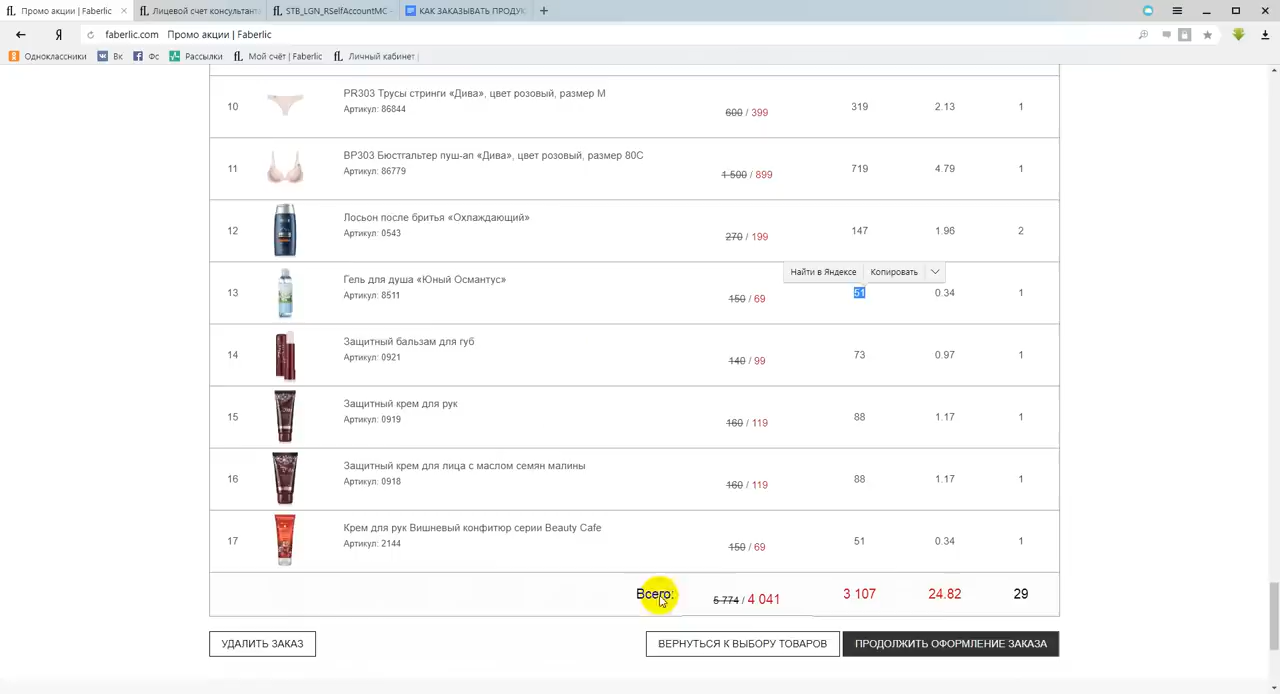 Промо акции | Faberlic
Лицевой счет консультанта
STB_LGN_RSelfAccountMC -
КАК ЗАКАЗЫВАТЬ ПРОДУК
faberlic.com Промо акции | Faberlic
Одноклассники Вк Фс Рассылки Мой счёт | Faberlic Личный кабинет |
10 PR303 Трусы стринги «Дива», цвет розовый, размер M
Артикул: 86844
600 / 399 319 2.13 1
11 BP303 Бюстгальтер пуш-ап «Дива», цвет розовый, размер 80C
Артикул: 86779
1 500 / 899 719 4.79 1
12 Лосьон после бритья «Охлаждающий»
Артикул: 0543
270 / 199 147 1.96 2
Найти в Яндексе Копировать
13 Гель для душа «Юный Османтус»
Артикул: 8511
150 / 69 51 0.34 1
14 Защитный бальзам для губ
Артикул: 0921
140 / 99 73 0.97 1
15 Защитный крем для рук
Артикул: 0919
160 / 119 88 1.17 1
16 Защитный крем для лица с маслом семян малины
Артикул: 0918
160 / 119 88 1.17 1
17 Крем для рук Вишневый конфитюр серии Beauty Cafe
Артикул: 2144
150 / 69 51 0.34 1
Всего: 5 774 / 4 041 3 107 24.82 29
УДАЛИТЬ ЗАКАЗ ВЕРНУТЬСЯ К ВЫБОРУ ТОВАРОВ ПРОДОЛЖИТЬ ОФОРМЛЕНИЕ ЗАКАЗА